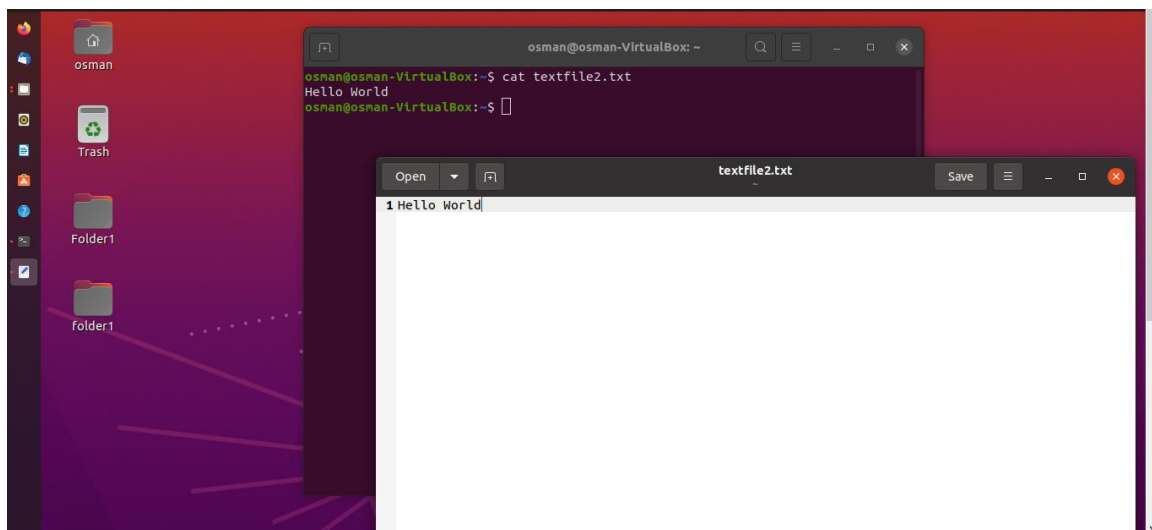 osman
Trash
Folder1
folder1
osman@osman-VirtualBox: ~
osman@osman-VirtualBox:~$ cat textfile2.txt
Hello World
osman@osman-VirtualBox:~$
Open
textfile2.txt
~
Save
1 Hello World